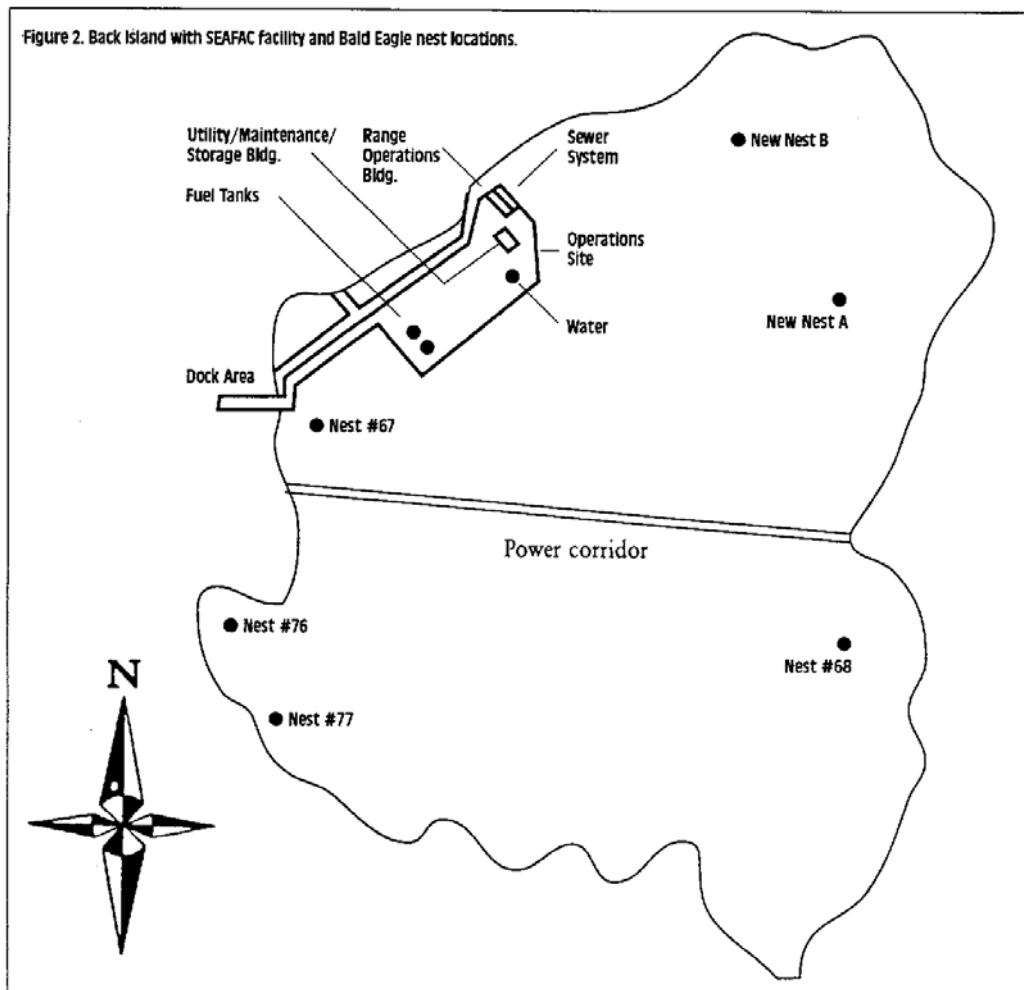 Figure 2. Back Island with SEAFAC facility and Bald Eagle nest locations.
Utility/Maintenance/
Storage Bldg.
Range
Operations
Bldg.
Sewer
System
New Nest B
Fuel Tanks
Operations
Site
New Nest A
Water
Dock Area
Nest #67
Power corridor
Nest #76
Nest #68
N
Nest #77